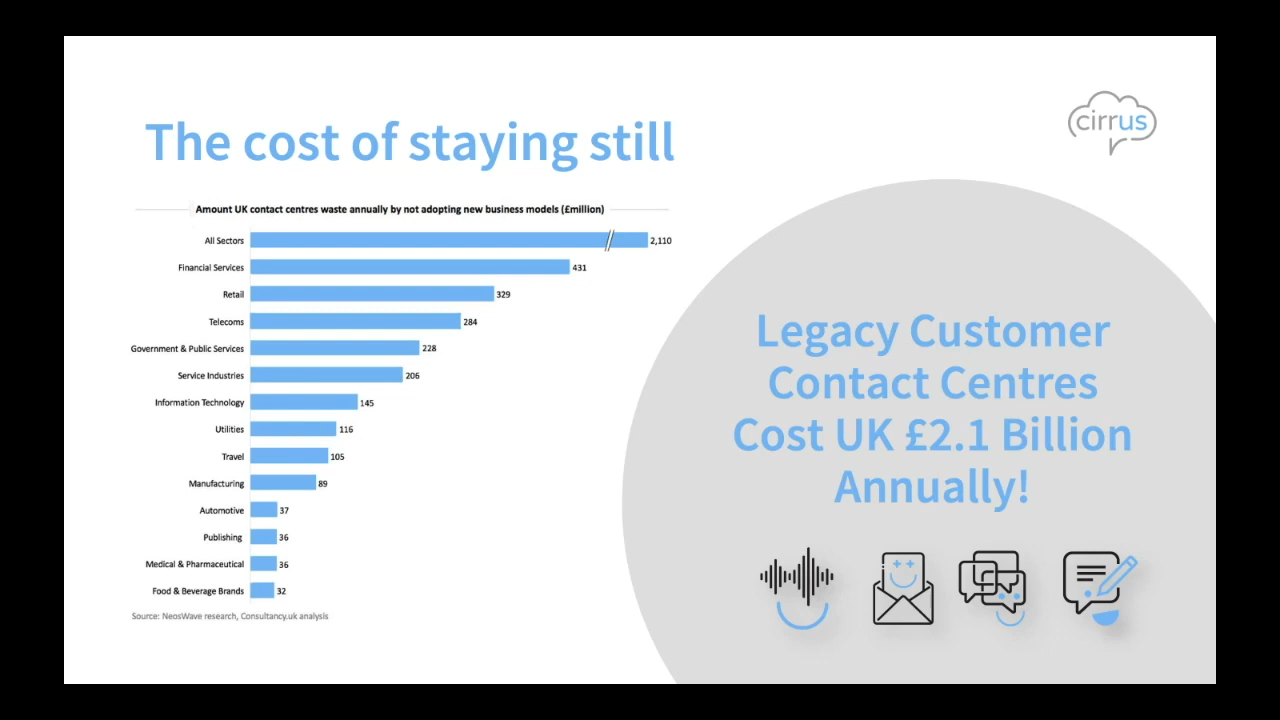 cirrus
The cost of staying still
Amount UK contact centres waste annually by not adopting new business models (£million)
All Sectors 2,110
Financial Services 431
Retail 329
Telecoms 284
Government & Public Services 228
Service Industries 206
Information Technology 145
Utilities 116
Travel 105
Manufacturing 89
Automotive 37
Publishing 36
Medical & Pharmaceutical 36
Food & Beverage Brands 32
Source: NeosWave research, Consultancy.uk analysis
Legacy Customer
Contact Centres
Cost UK £2.1 Billion
Annually!